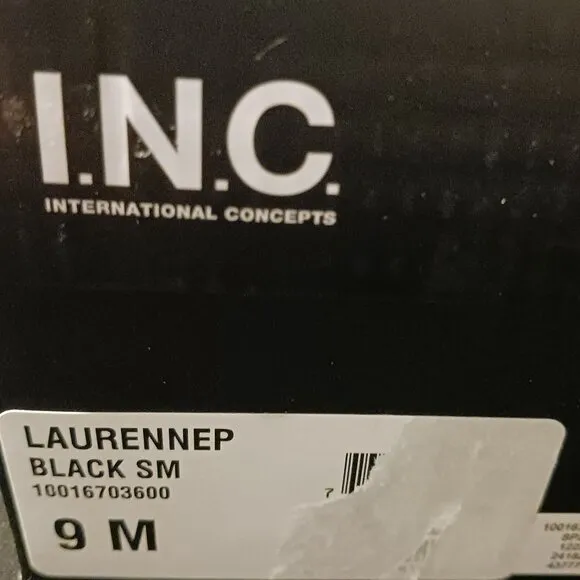 I.N.C.
INTERNATIONAL CONCEPTS
LAURENNEP
BLACK SM
10016703600
7
9 M